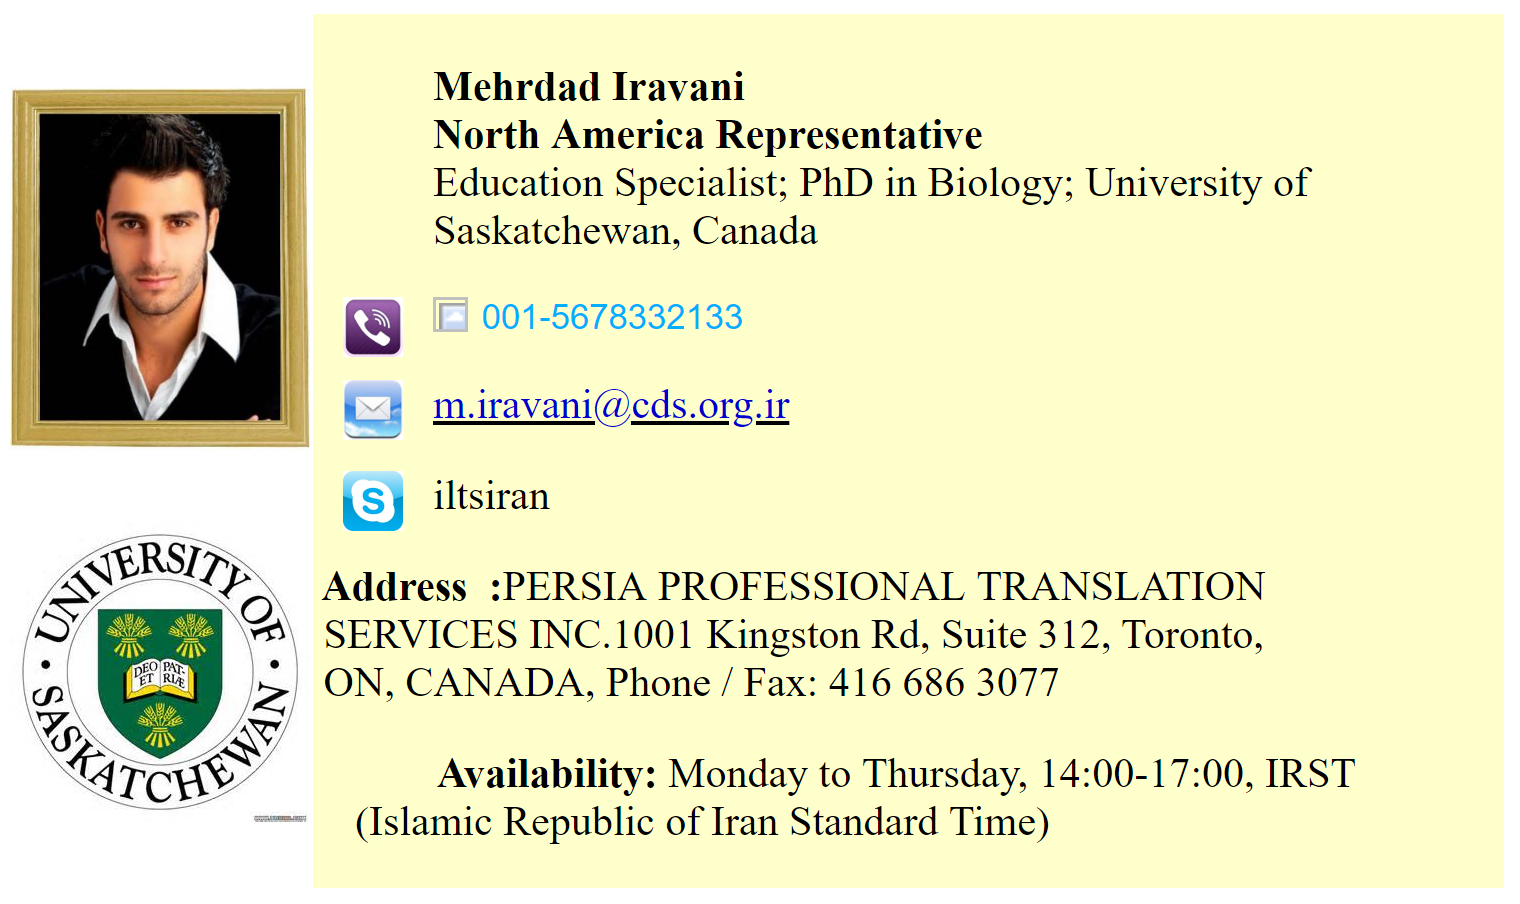 Mehrdad Iravani
North America Representative
Education Specialist; PhD in Biology; University of
Saskatchewan, Canada
001-5678332133
m.iravani@cds.org.ir
S
iltsiran
Address :PERSIA PROFESSIONAL TRANSLATION
SERVICES INC.1001 Kingston Rd, Suite 312, Toronto,
ON, CANADA, Phone / Fax: 416 686 3077
Availability: Monday to Thursday, 14:00-17:00, IRST
(Islamic Republic of Iran Standard Time)
UNIVERSITY OF
SASKATCHEWAN
DEO PAT-
ET RIÆ